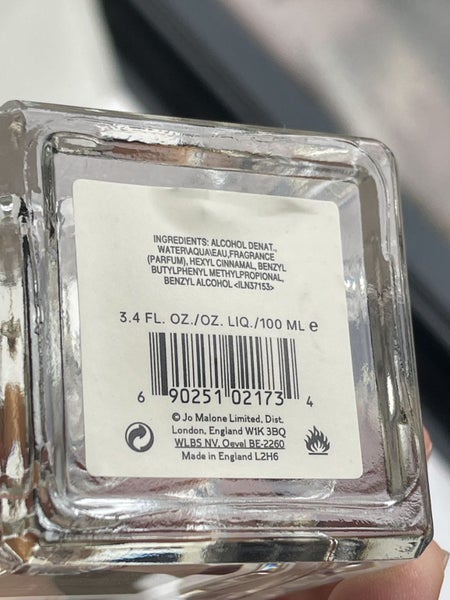 INGREDIENTS: ALCOHOL DENAT.,
WATER\AQUA\EAU,FRAGRANCE
(PARFUM), HEXYL CINNAMAL, BENZYL
BUTYLPHENYL METHYLPROPIONAL,
BENZYL ALCOHOL <ILN37153>
3.4 FL. OZ./OZ. LIQ./100 ML e
6 90251 02173 4
© Jo Malone Limited, Dist.
London, England W1K 3BQ
WLBS NV, Oevel BE-2260
Made in England L2H6